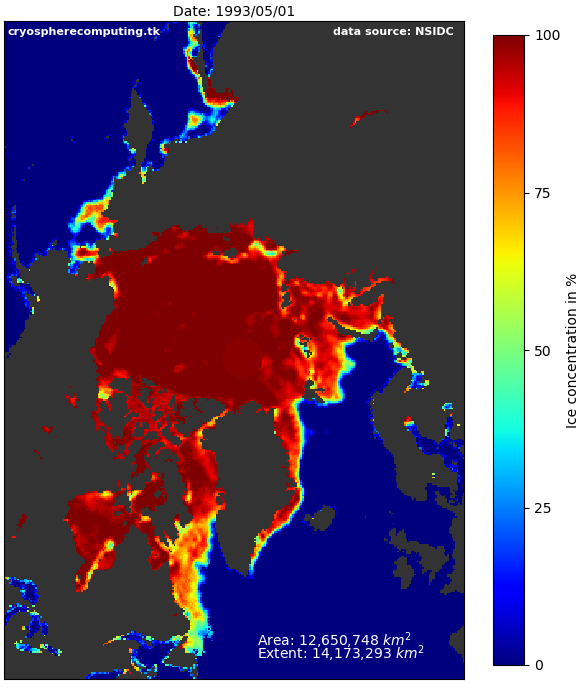 Date: 1993/05/01
cryospherecomputing.tk
data source: NSIDC
100
75
50
25
0
Ice concentration in %
Area: 12,650,748 km²
Extent: 14,173,293 km²